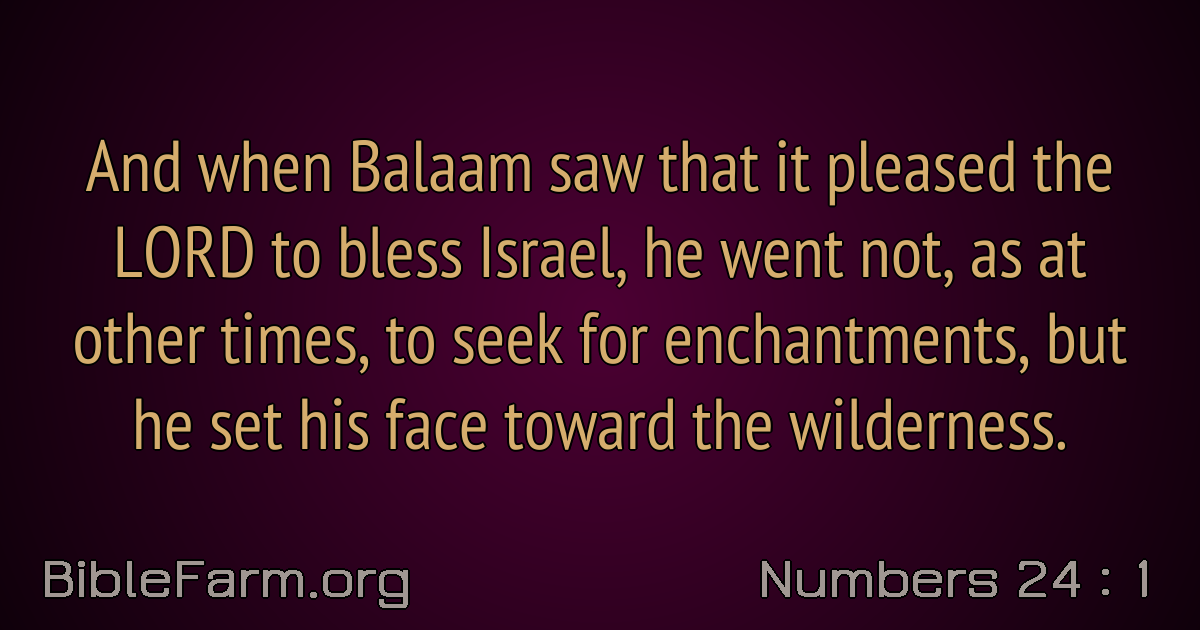 And when Balaam saw that it pleased the
LORD to bless Israel, he went not, as at
other times, to seek for enchantments, but
he set his face toward the wilderness.
BibleFarm.org
Numbers 24 : 1